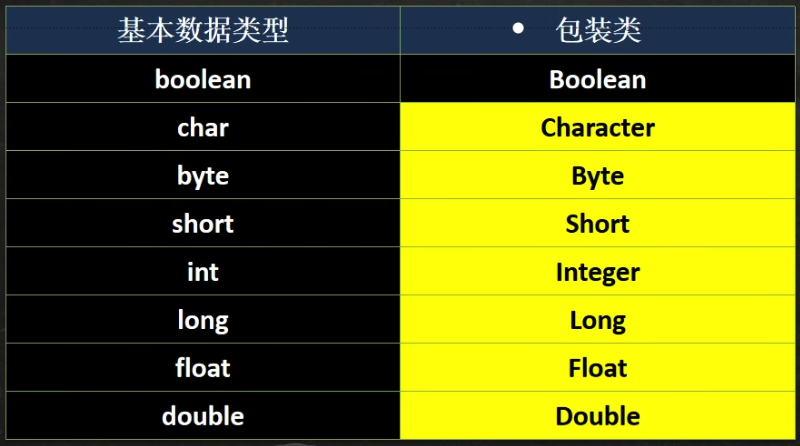 基本数据类型 • 包装类
boolean Boolean
char Character
byte Byte
short Short
int Integer
long Long
float Float
double Double